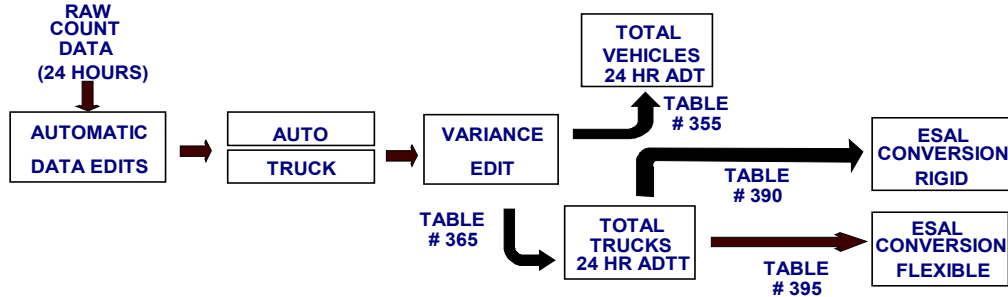 RAW
COUNT
DATA
(24 HOURS)
AUTOMATIC
DATA EDITS
AUTO
TRUCK
VARIANCE
EDIT
TOTAL
VEHICLES
24 HR ADT
TABLE
# 355
TABLE
# 365
TOTAL
TRUCKS
24 HR ADTT
TABLE
# 390
ESAL
CONVERSION
RIGID
TABLE
# 395
ESAL
CONVERSION
FLEXIBLE